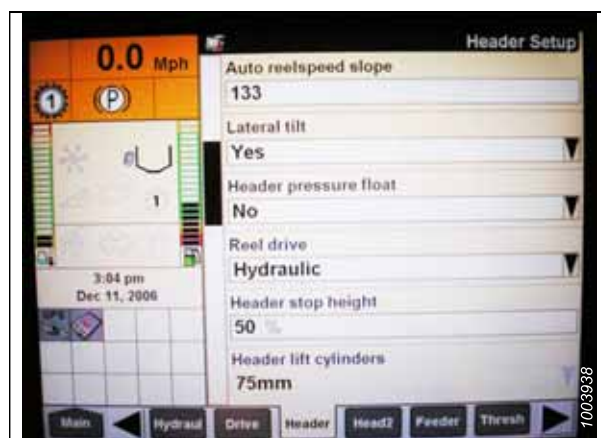 0.0 Mph
Header Setup
Auto reelspeed slope
133
1
P
Lateral tilt
Yes
1
Header pressure float
No
Reel drive
Hydraulic
3:04 pm
Dec 11, 2006
Header stop height
50 %
Header lift cylinders
75mm
Main
Hydraul
Drive
Header
Head2
Feeder
Thresh
1003938